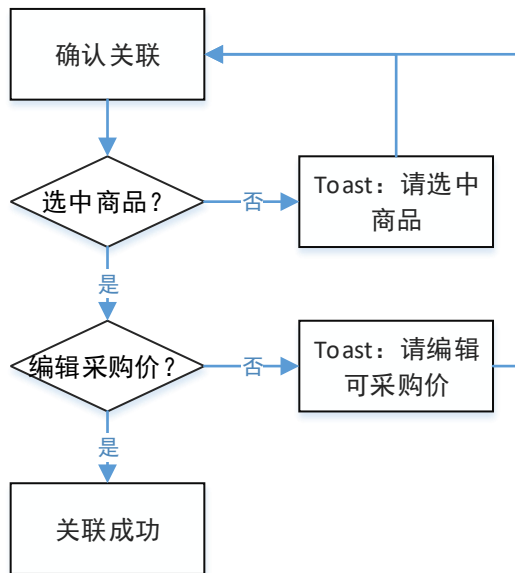 确认关联
选中商品？
否
Toast：请选中
商品
是
编辑采购价？
否
Toast：请编辑
可采购价
是
关联成功